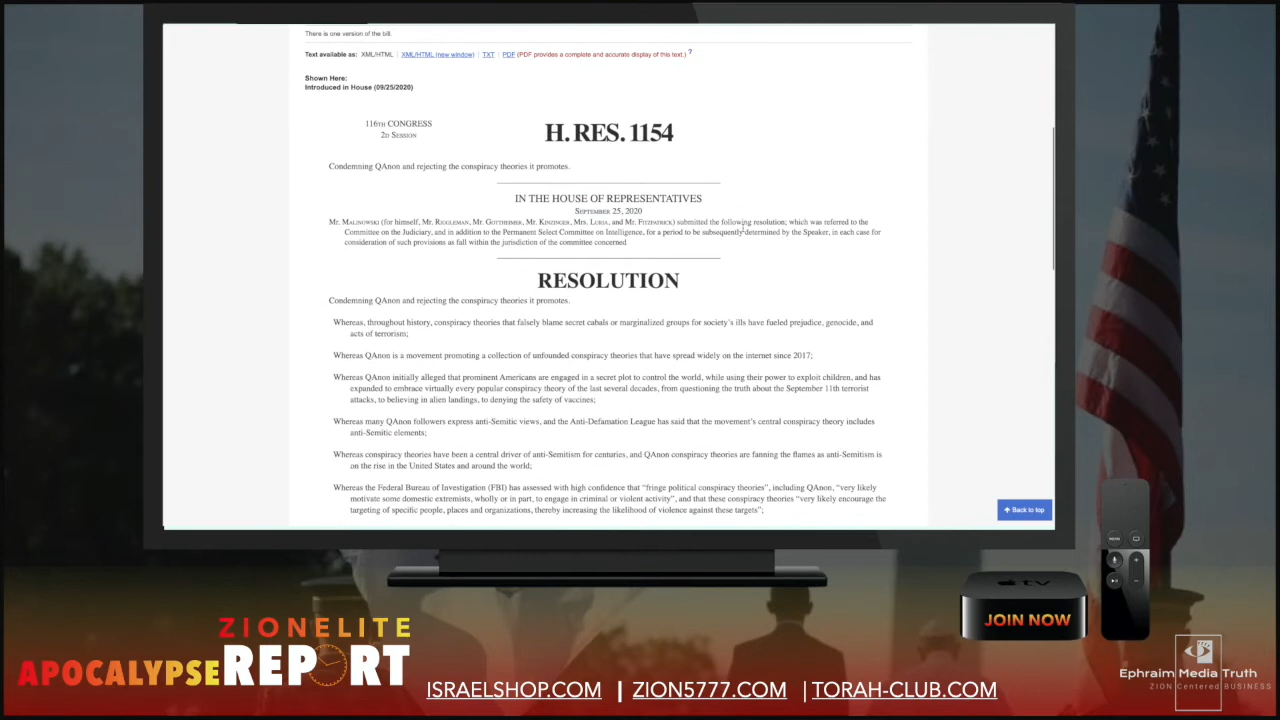 There is one version of the bill.
Text available as: XML/HTML | XML/HTML (new window) | TXT | PDF (PDF provides a complete and accurate display of this text.) ?
Shown Here:
Introduced in House (09/25/2020)
116TH CONGRESS
2D SESSION
H. RES. 1154
Condemning QAnon and rejecting the conspiracy theories it promotes.
IN THE HOUSE OF REPRESENTATIVES
SEPTEMBER 25, 2020
Mr. MALINOWSKI (for himself, Mr. RIGGLEMAN, Mr. GOTTHEIMER, Mr. KINZINGER, Mrs. LURIA, and Mr. FITZPATRICK) submitted the following resolution; which was referred to the
Committee on the Judiciary, and in addition to the Permanent Select Committee on Intelligence, for a period to be subsequently determined by the Speaker, in each case for
consideration of such provisions as fall within the jurisdiction of the committee concerned
RESOLUTION
Condemning QAnon and rejecting the conspiracy theories it promotes.
Whereas, throughout history, conspiracy theories that falsely blame secret cabals or marginalized groups for society's ills have fueled prejudice, genocide, and
acts of terrorism;
Whereas QAnon is a movement promoting a collection of unfounded conspiracy theories that have spread widely on the internet since 2017;
Whereas QAnon initially alleged that prominent Americans are engaged in a secret plot to control the world, while using their power to exploit children, and has
expanded to embrace virtually every popular conspiracy theory of the last several decades, from questioning the truth about the September 11th terrorist
attacks, to believing in alien landings, to denying the safety of vaccines;
Whereas many QAnon followers express anti-Semitic views, and the Anti-Defamation League has said that the movement's central conspiracy theory includes
anti-Semitic elements;
Whereas conspiracy theories have been a central driver of anti-Semitism for centuries, and QAnon conspiracy theories are fanning the flames as anti-Semitism is
on the rise in the United States and around the world;
Whereas the Federal Bureau of Investigation (FBI) has assessed with high confidence that "fringe political conspiracy theories", including QAnon, "very likely
motivate some domestic extremists, wholly or in part, to engage in criminal or violent activity", and that these conspiracy theories "very likely encourage the
targeting of specific people, places and organizations, thereby increasing the likelihood of violence against these targets";
Back to top
MENU
tv
JOIN NOW
ZIONELITE
APOCALYPSE REPORT
ISRAELSHOP.COM | ZION5777.COM | TORAH-CLUB.COM
Ephraim Media Truth
ZION Centered BUSINESS